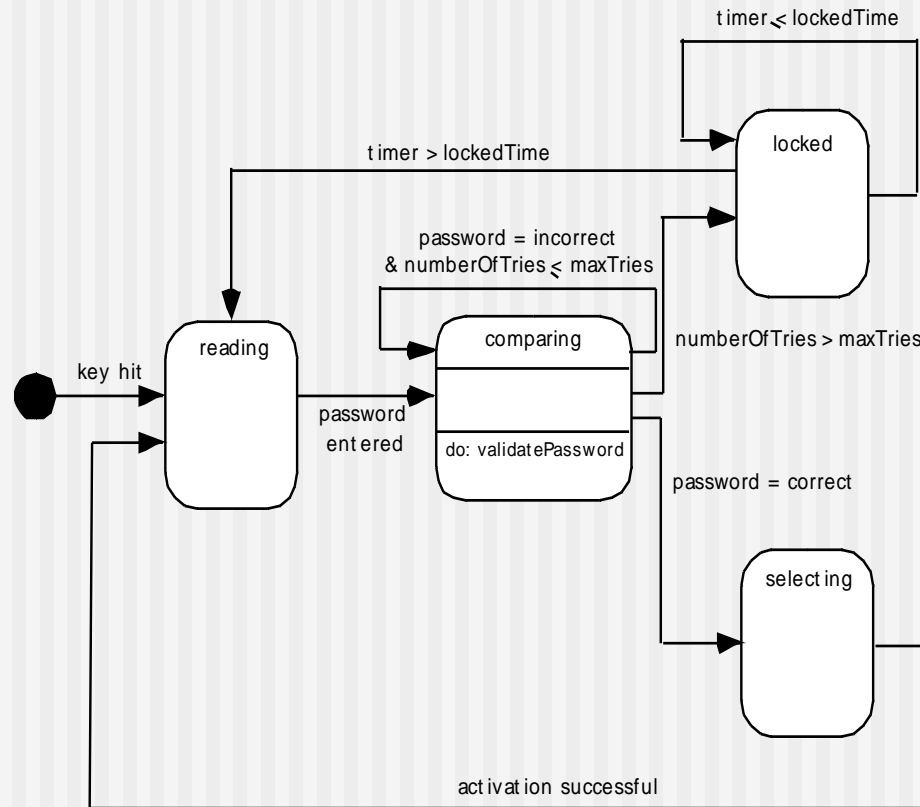 timer ≤ lockedTime
locked
timer > lockedTime
password = incorrect
& numberOfTries ≤ maxTries
comparing
numberOfTries > maxTries
reading
key hit
password
entered
do: validatePassword
password = correct
selecting
activation successful